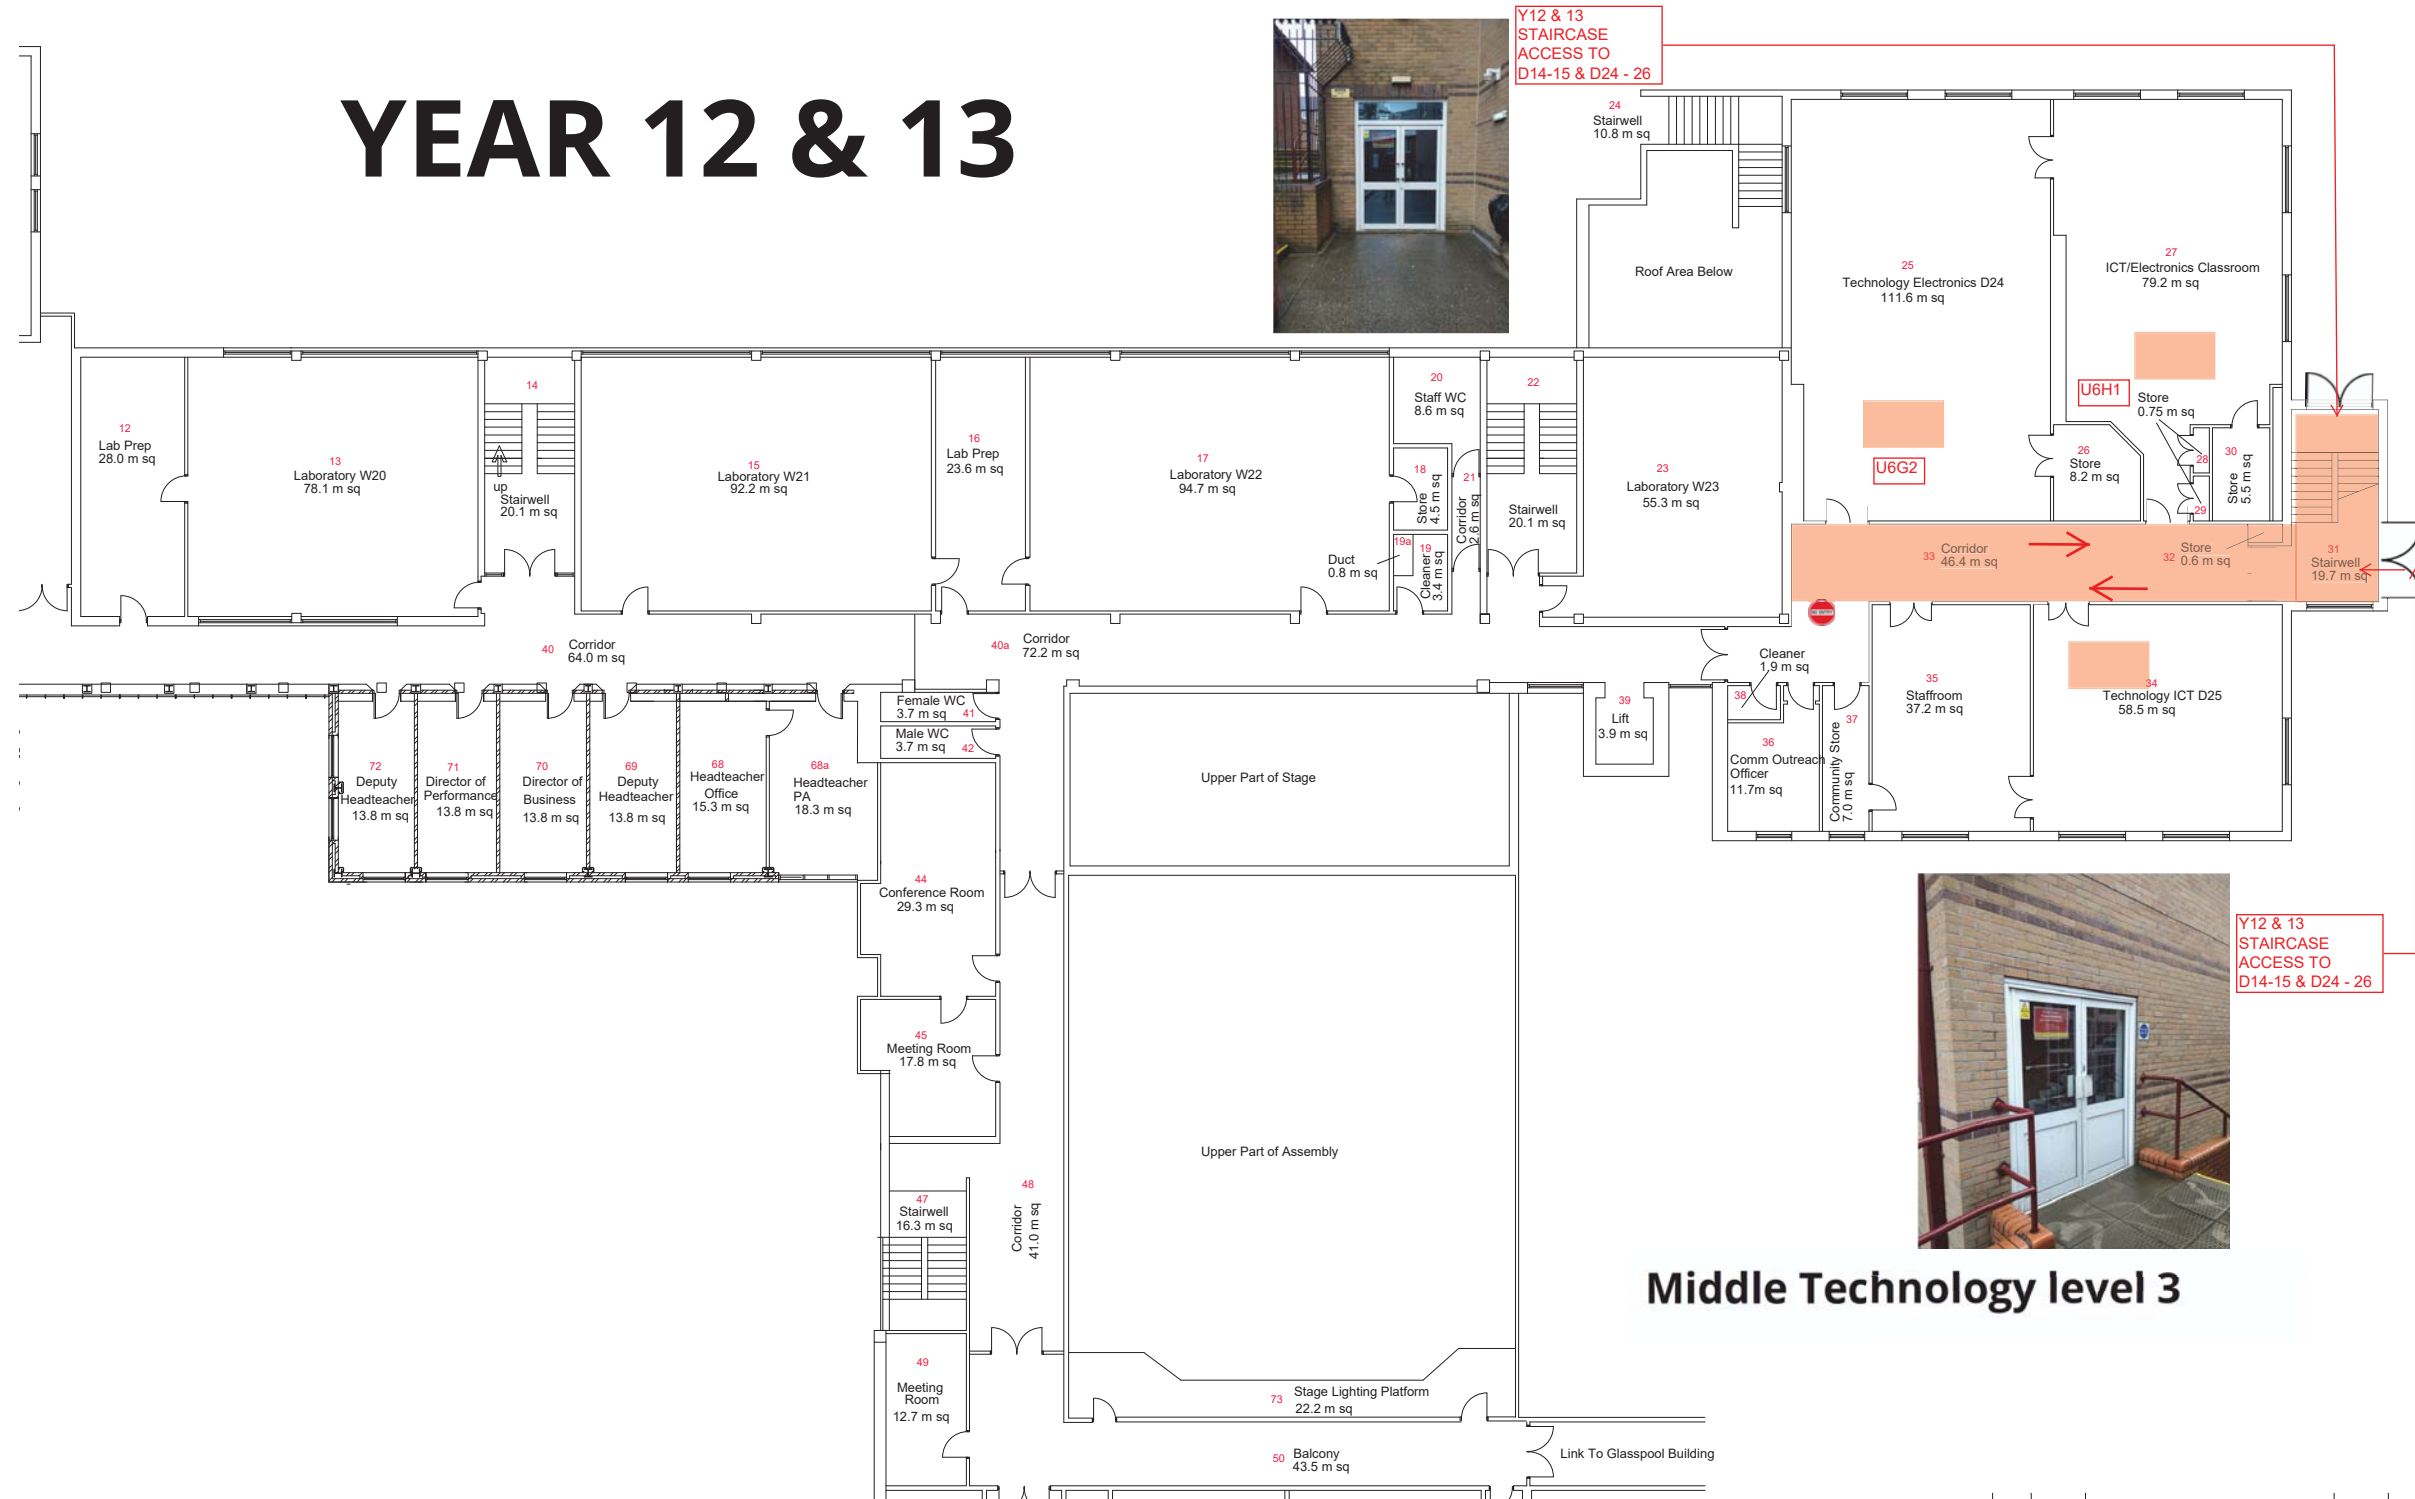 YEAR 12 & 13
Y12 & 13
STAIRCASE
ACCESS TO
D14-15 & D24 - 26
24
Stairwell
10.8 m sq
Roof Area Below
25
Technology Electronics D24
111.6 m sq
27
ICT/Electronics Classroom
79.2 m sq
U6H1
Store
0.75 m sq
U6G2
26
Store
8.2 m sq
28
29
30
Store
5.5 m sq
12
Lab Prep
28.0 m sq
13
Laboratory W20
78.1 m sq
14
up
Stairwell
20.1 m sq
15
Laboratory W21
92.2 m sq
16
Lab Prep
23.6 m sq
17
Laboratory W22
94.7 m sq
20
Staff WC
8.6 m sq
18
Store
4.5 m sq
21
Corridor
2.6 m sq
19a
19
Cleaner
3.4 m sq
Duct
0.8 m sq
22
Stairwell
20.1 m sq
23
Laboratory W23
55.3 m sq
33
Corridor
46.4 m sq
32
Store
0.6 m sq
31
Stairwell
19.7 m sq
40
Corridor
64.0 m sq
40a
Corridor
72.2 m sq
Cleaner
1.9 m sq
38
39
Lift
3.9 m sq
36
Comm Outreach
Officer
11.7m sq
37
Community Store
7.0 m sq
35
Staffroom
37.2 m sq
34
Technology ICT D25
58.5 m sq
Female WC
3.7 m sq
41
Male WC
3.7 m sq
42
72
Deputy
Headteacher
13.8 m sq
71
Director of
Performance
13.8 m sq
70
Director of
Business
13.8 m sq
69
Deputy
Headteacher
13.8 m sq
68
Headteacher
Office
15.3 m sq
68a
Headteacher
PA
18.3 m sq
Upper Part of Stage
44
Conference Room
29.3 m sq
45
Meeting Room
17.8 m sq
Upper Part of Assembly
47
Stairwell
16.3 m sq
48
Corridor
41.0 m sq
Y12 & 13
STAIRCASE
ACCESS TO
D14-15 & D24 - 26
Middle Technology level 3
49
Meeting
Room
12.7 m sq
73
Stage Lighting Platform
22.2 m sq
50
Balcony
43.5 m sq
Link To Glasspool Building